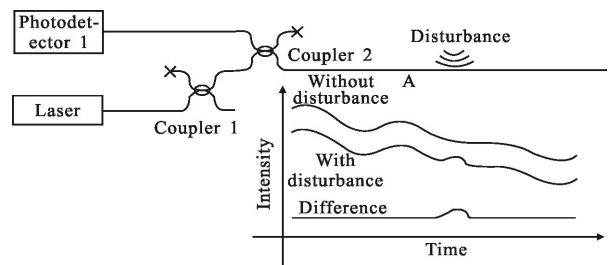 Photodet-
ector 1
Laser
Coupler 1
Coupler 2
Disturbance
A
Without
disturbance
With
disturbance
Difference
Intensity
Time